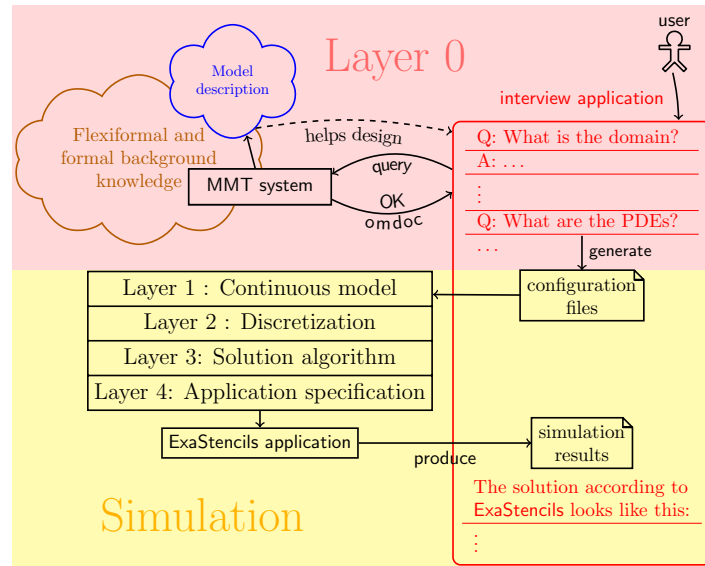 Layer 0
user
Model
description
interview application
Flexiformal and
formal background
knowledge
helps design
Q: What is the domain?
A: . . .
query
MMT system
⋮
OK
omdoc
Q: What are the PDEs?
. . .
generate
Layer 1 : Continuous model
configuration
files
Layer 2 : Discretization
Layer 3: Solution algorithm
Layer 4: Application specification
ExaStencils application
produce
simulation
results
The solution according to
ExaStencils looks like this:
⋮
Simulation